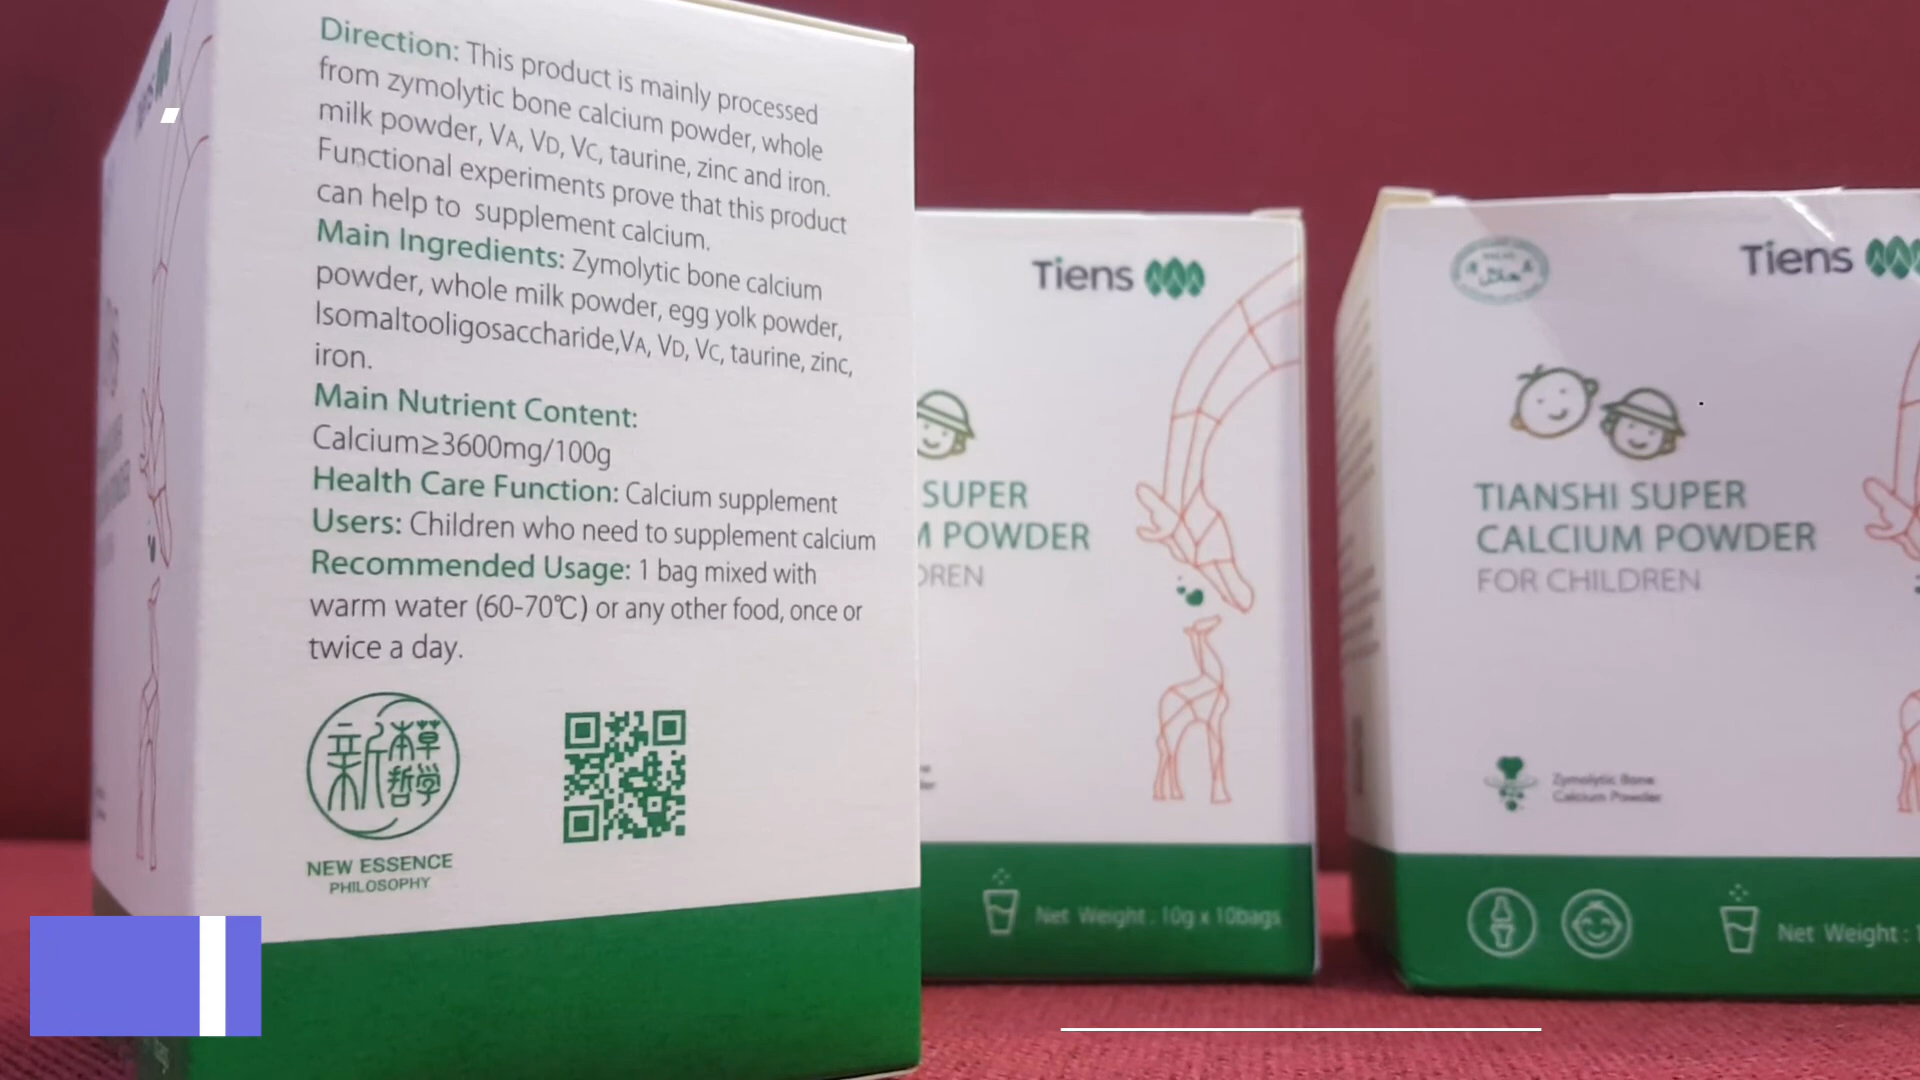 Direction: This product is mainly processed
from zymolytic bone calcium powder, whole
milk powder, VA, VD, VC, taurine, zinc and iron.
Functional experiments prove that this product
can help to supplement calcium.
Main Ingredients: Zymolytic bone calcium
powder, whole milk powder, egg yolk powder,
Isomaltooligosaccharide,VA, VD, VC, taurine, zinc,
iron.
Main Nutrient Content:
Calcium≥3600mg/100g
Health Care Function: Calcium supplement
Users: Children who need to supplement calcium
Recommended Usage: 1 bag mixed with
warm water (60-70℃) or any other food, once or
twice a day.
新本草
哲學
NEW ESSENCE
PHILOSOPHY
Tiens
SUPER
M POWDER
DREN
Net Weight : 10g x 10bags
Tiens
TIANSHI SUPER
CALCIUM POWDER
FOR CHILDREN
Zymolytic Bone
Calcium Powder
Net Weight : 1